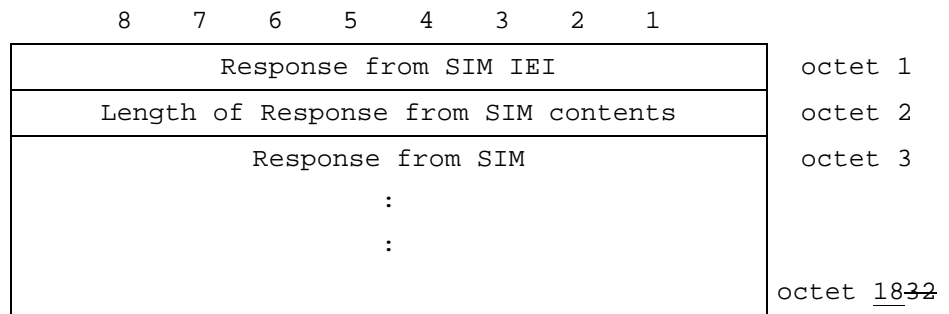 8 7 6 5 4 3 2 1
Response from SIM IEI octet 1
Length of Response from SIM contents octet 2
Response from SIM octet 3
:
:
octet 1832